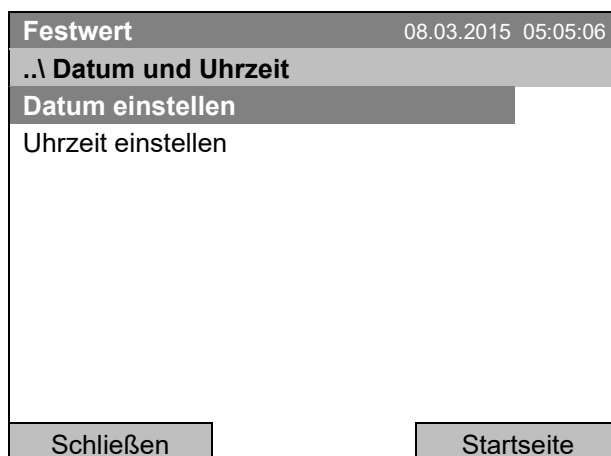 Festwert 08.03.2015 05:05:06
..\ Datum und Uhrzeit
Datum einstellen
Uhrzeit einstellen
Schließen Startseite